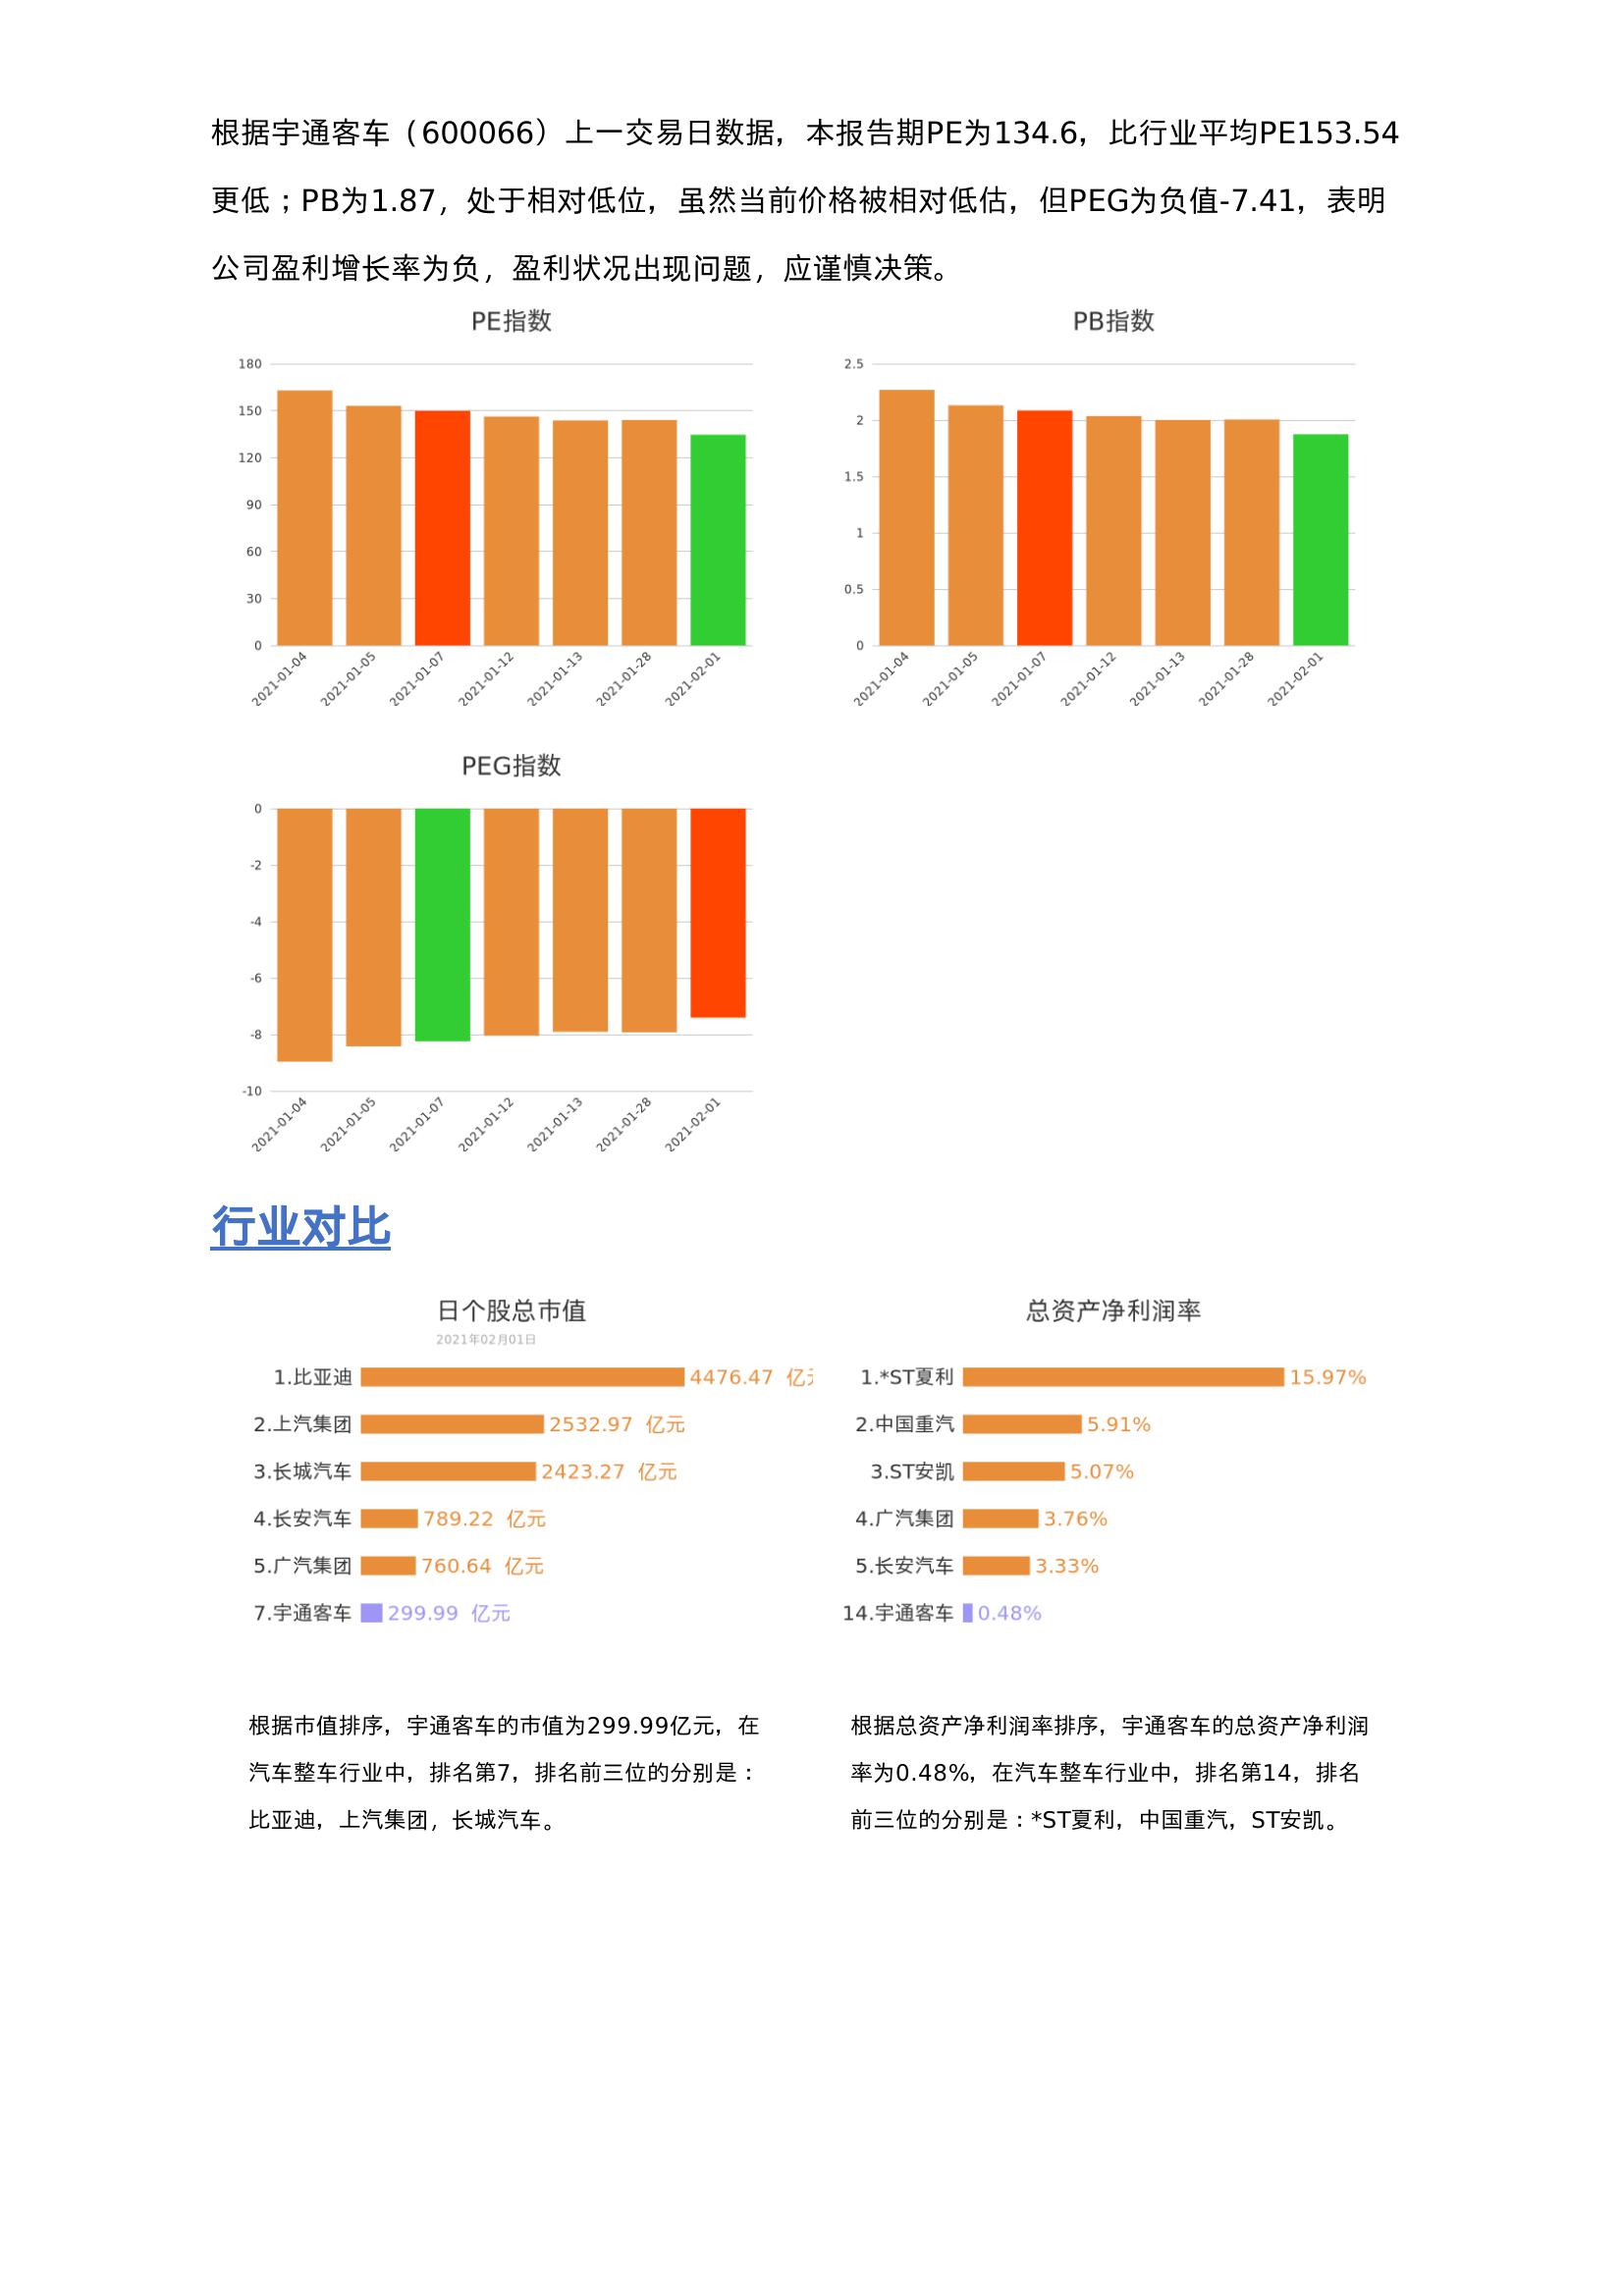 根据宇通客车（600066）上一交易日数据，本报告期PE为134.6，比行业平均PE153.54
更低；PB为1.87，处于相对低位，虽然当前价格被相对低估，但PEG为负值-7.41，表明
公司盈利增长率为负，盈利状况出现问题，应谨慎决策。
PE指数
180
150
120
90
60
30
0
2021-01-04
2021-01-05
2021-01-07
2021-01-12
2021-01-13
2021-01-28
2021-02-01
PB指数
2.5
2
1.5
1
0.5
0
2021-01-04
2021-01-05
2021-01-07
2021-01-12
2021-01-13
2021-01-28
2021-02-01
PEG指数
0
-2
-4
-6
-8
-10
2021-01-04
2021-01-05
2021-01-07
2021-01-12
2021-01-13
2021-01-28
2021-02-01
行业对比
日个股总市值
2021年02月01日
1.比亚迪 4476.47 亿
2.上汽集团 2532.97 亿元
3.长城汽车 2423.27 亿元
4.长安汽车 789.22 亿元
5.广汽集团 760.64 亿元
7.宇通客车 299.99 亿元
总资产净利润率
1.*ST夏利 15.97%
2.中国重汽 5.91%
3.ST安凯 5.07%
4.广汽集团 3.76%
5.长安汽车 3.33%
14.宇通客车 0.48%
根据市值排序，宇通客车的市值为299.99亿元，在
汽车整车行业中，排名第7，排名前三位的分别是：
比亚迪，上汽集团，长城汽车。
根据总资产净利润率排序，宇通客车的总资产净利润
率为0.48%，在汽车整车行业中，排名第14，排名
前三位的分别是：*ST夏利，中国重汽，ST安凯。